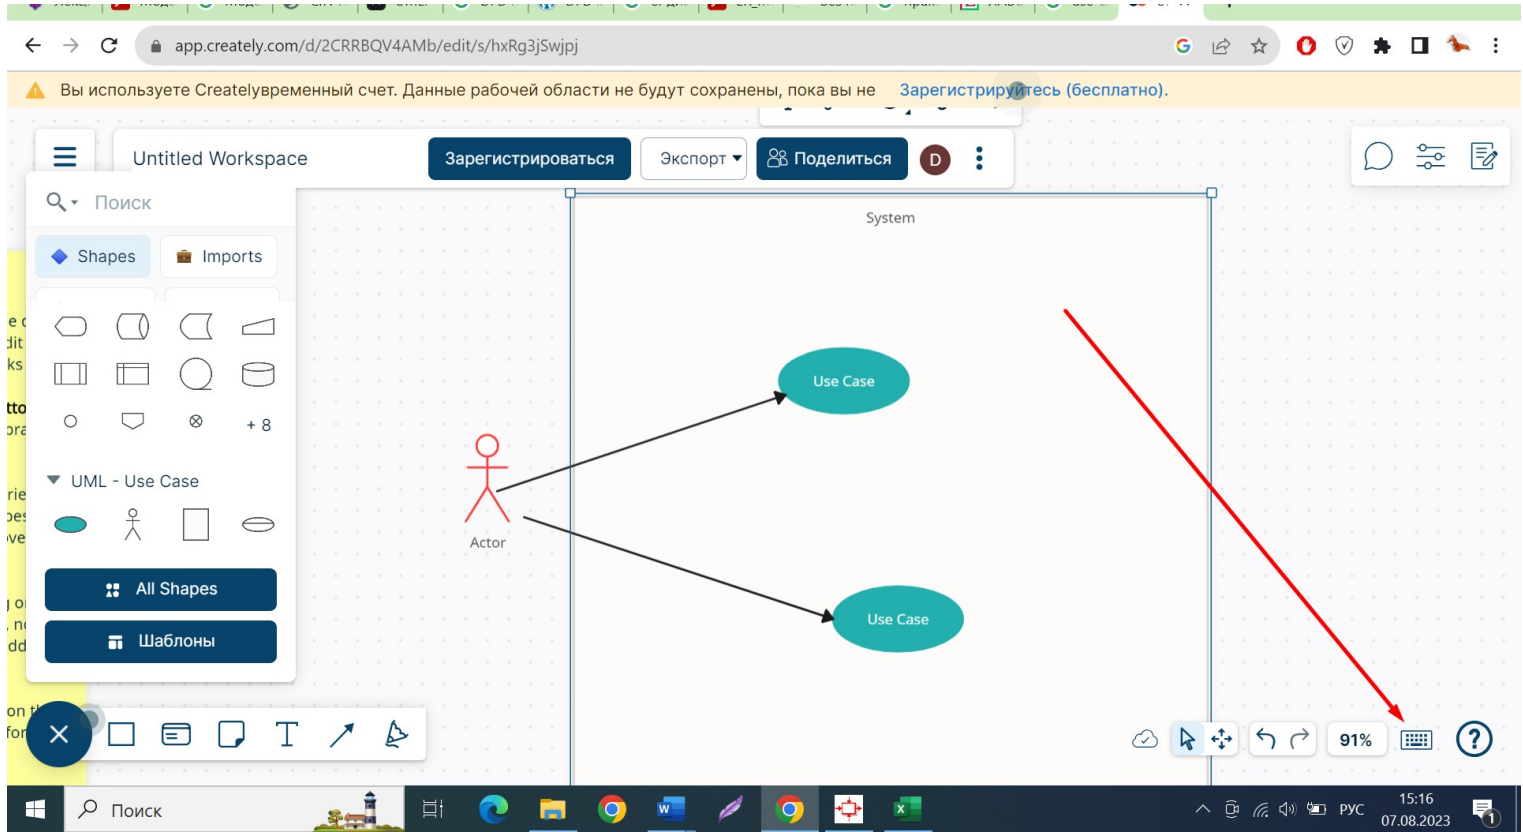 app.creately.com/d/2CRRBQV4AMb/edit/s/hxRg3jSwjpj
Вы используете Createlyвременный счет. Данные рабочей области не будут сохранены, пока вы не Зарегистрируйтесь (бесплатно).
Untitled Workspace
Зарегистрироваться
Экспорт
Поделиться
D
Поиск
Shapes
Imports
System
+ 8
UML - Use Case
All Shapes
Шаблоны
Use Case
Actor
Use Case
T
91%
?
Поиск
РУС
15:16
07.08.2023
1